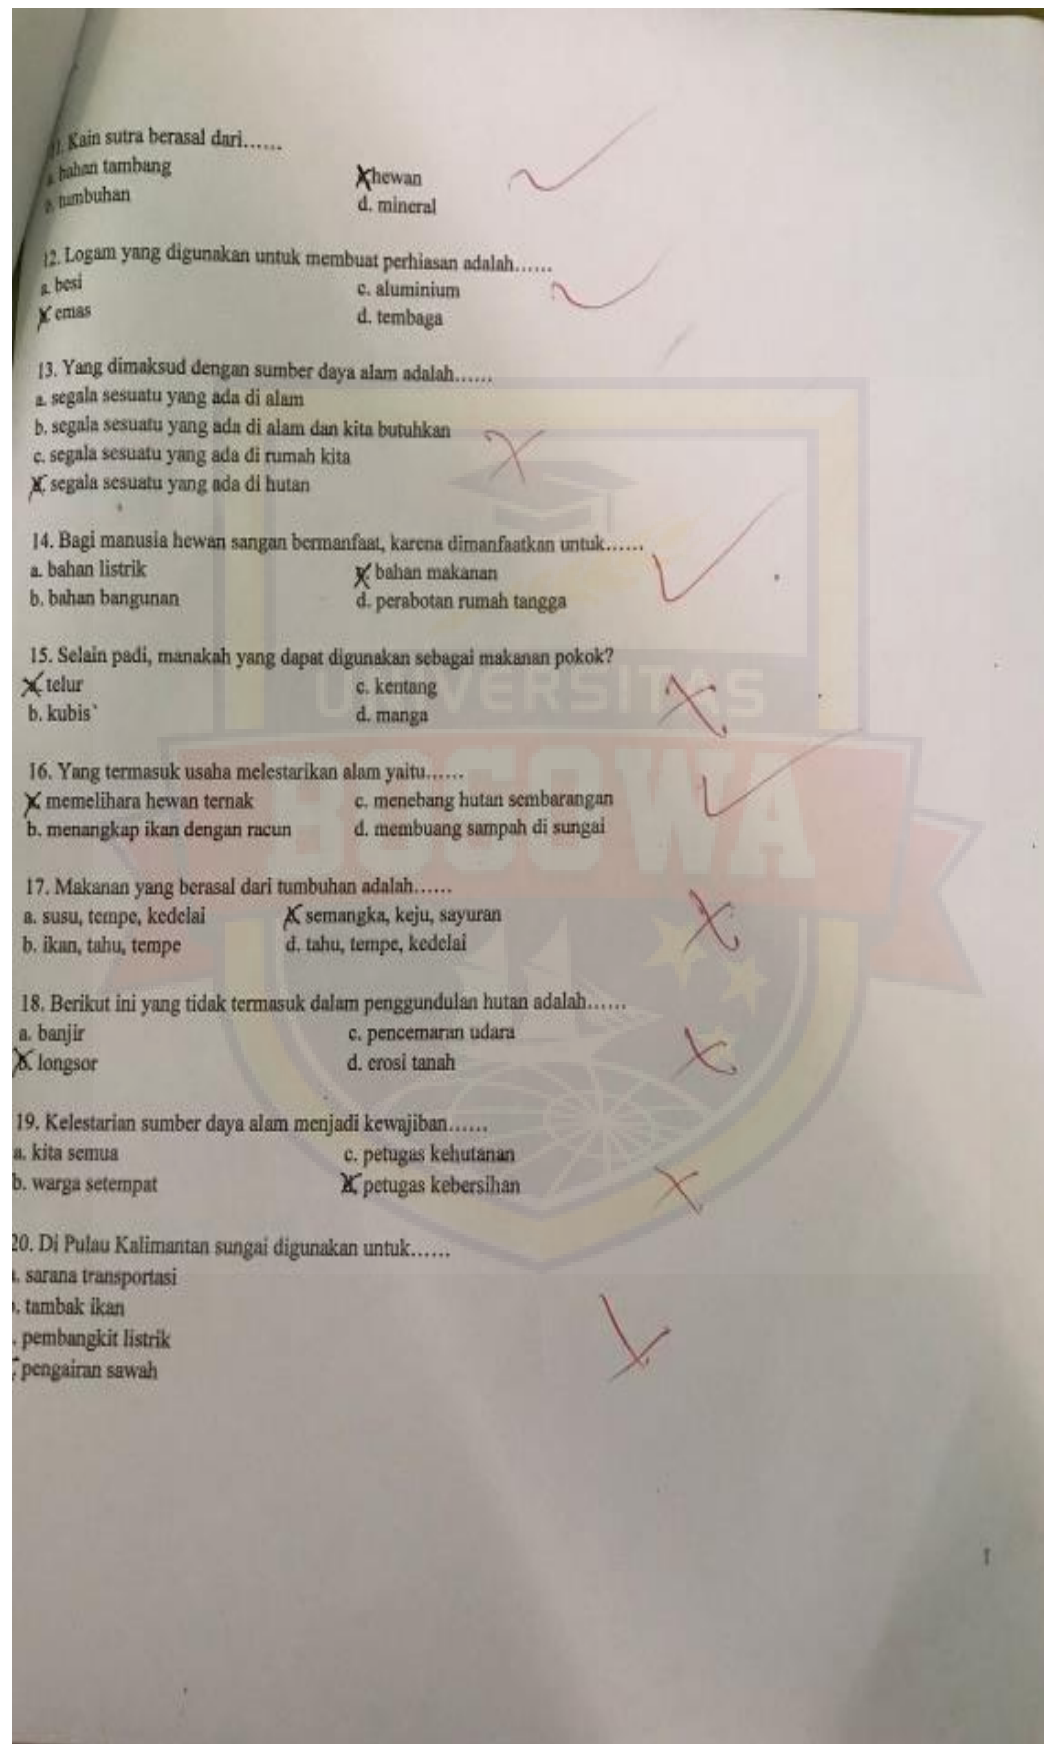 11. Kain sutra berasal dari......
a. bahan tambang hewan
b. tumbuhan d. mineral
12. Logam yang digunakan untuk membuat perhiasan adalah......
a. besi c. aluminium
emas d. tembaga
13. Yang dimaksud dengan sumber daya alam adalah......
a. segala sesuatu yang ada di alam
b. segala sesuatu yang ada di alam dan kita butuhkan
c. segala sesuatu yang ada di rumah kita
segala sesuatu yang ada di hutan
14. Bagi manusia hewan sangan bermanfaat, karena dimanfaatkan untuk......
a. bahan listrik bahan makanan
b. bahan bangunan d. perabotan rumah tangga
15. Selain padi, manakah yang dapat digunakan sebagai makanan pokok?
telur c. kentang
b. kubis` d. manga
UNIVERSITAS
16. Yang termasuk usaha melestarikan alam yaitu......
memelihara hewan ternak c. menebang hutan sembarangan
b. menangkap ikan dengan racun d. membuang sampah di sungai
BOSOWA
17. Makanan yang berasal dari tumbuhan adalah......
a. susu, tempe, kedelai semangka, keju, sayuran
b. ikan, tahu, tempe d. tahu, tempe, kedelai
18. Berikut ini yang tidak termasuk dalam penggundulan hutan adalah......
a. banjir c. pencemaran udara
longsor d. erosi tanah
19. Kelestarian sumber daya alam menjadi kewajiban......
a. kita semua c. petugas kehutanan
b. warga setempat petugas kebersihan
20. Di Pulau Kalimantan sungai digunakan untuk......
. sarana transportasi
. tambak ikan
. pembangkit listrik
. pengairan sawah